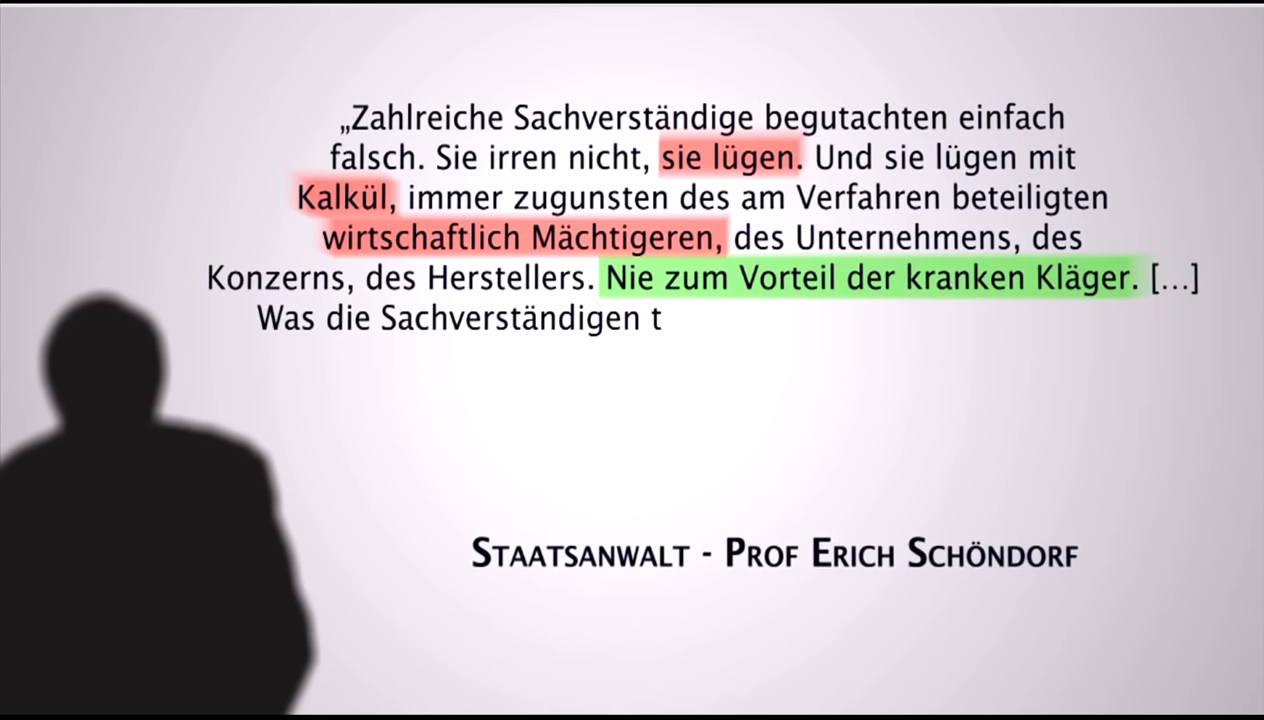 „Zahlreiche Sachverständige begutachten einfach
falsch. Sie irren nicht, sie lügen. Und sie lügen mit
Kalkül, immer zugunsten des am Verfahren beteiligten
wirtschaftlich Mächtigeren, des Unternehmens, des
Konzerns, des Herstellers. Nie zum Vorteil der kranken Kläger. [...]
Was die Sachverständigen t
Staatsanwalt - Prof Erich Schöndorf